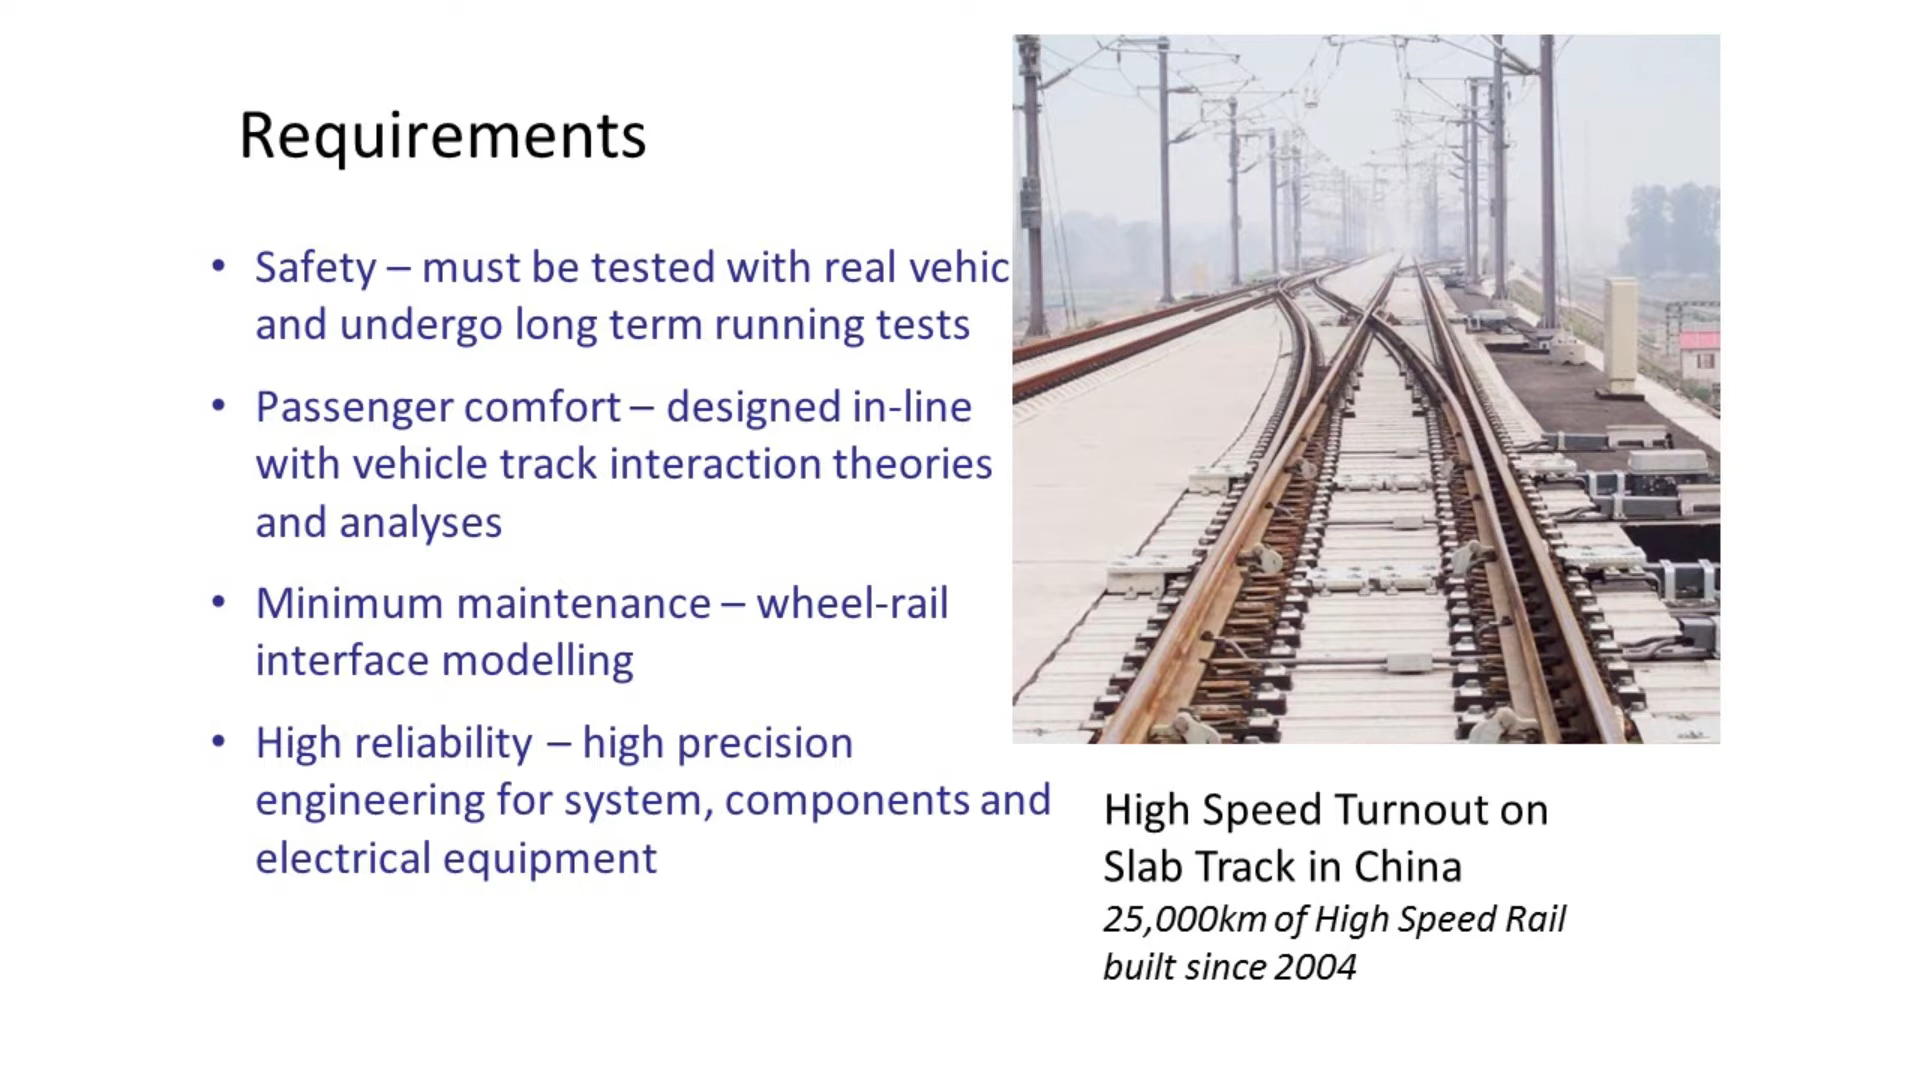 Requirements
• Safety – must be tested with real vehic
and undergo long term running tests
• Passenger comfort – designed in-line
with vehicle track interaction theories
and analyses
• Minimum maintenance – wheel-rail
interface modelling
• High reliability – high precision
engineering for system, components and
electrical equipment
High Speed Turnout on
Slab Track in China
25,000km of High Speed Rail
built since 2004